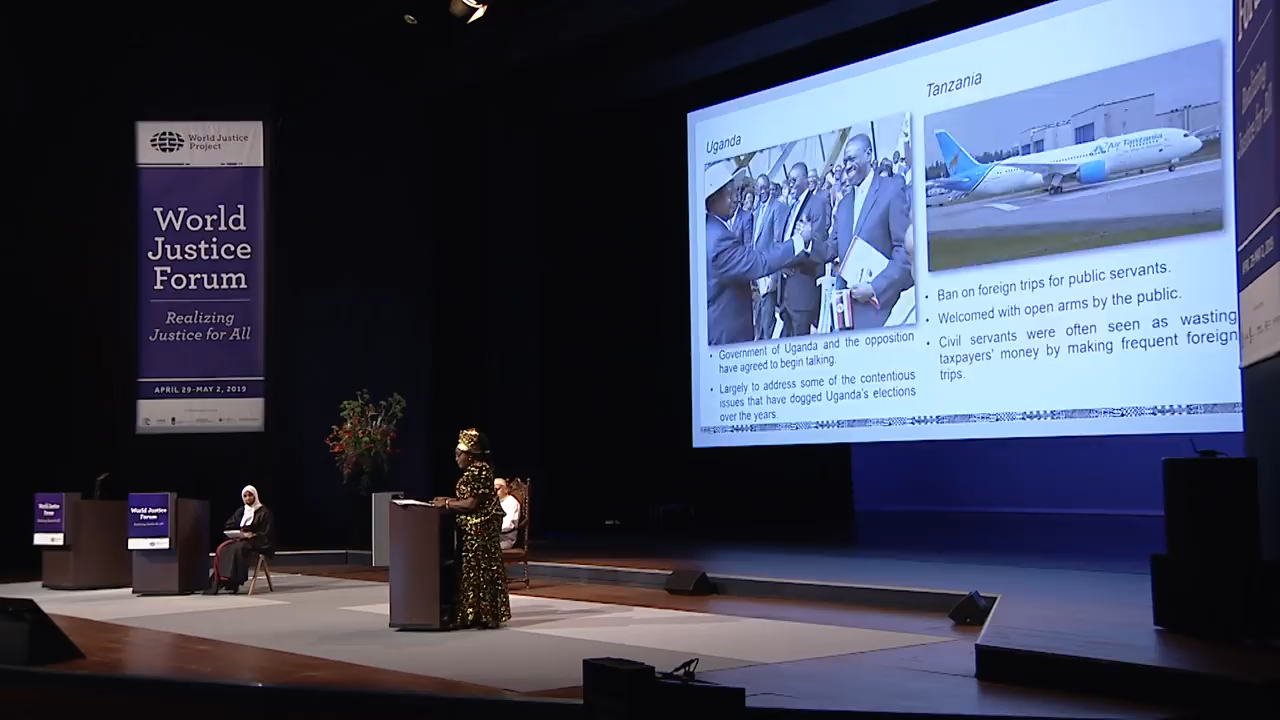 World Justice
Project
World
Justice
Forum
Realizing
Justice for All
APRIL 29-MAY 2, 2019
World Justice
Forum
World Justice
Forum
Uganda
Tanzania
Air Tanzania
• Government of Uganda and the opposition
have agreed to begin talking.
• Largely to address some of the contentious
issues that have dogged Uganda's elections
over the years.
• Ban on foreign trips for public servants.
• Welcomed with open arms by the public.
• Civil servants were often seen as wasting
taxpayers' money by making frequent foreign
trips.